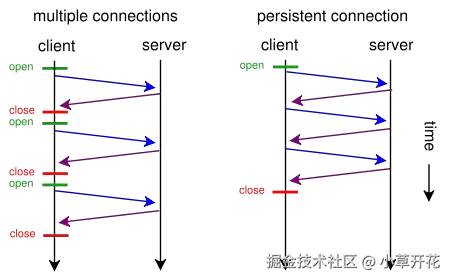 multiple connections
client
server
open
close
open
close
open
close
persistent connection
client
server
open
close
time
掘金技术社区 @ 小草开花